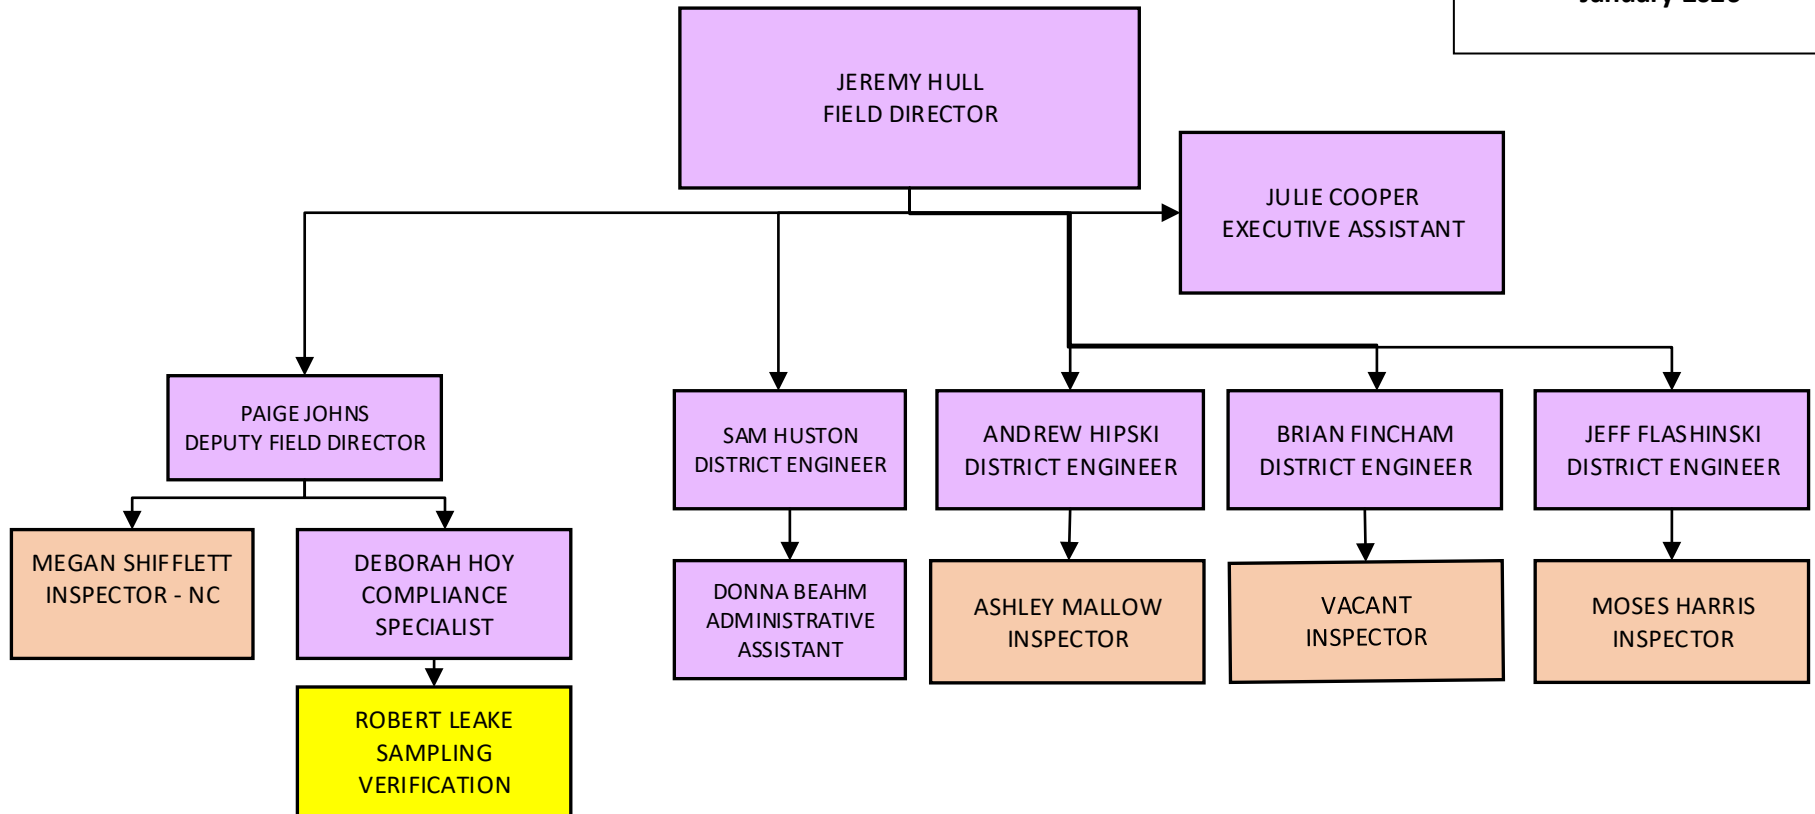 JEREMY HULL
FIELD DIRECTOR
JULIE COOPER
EXECUTIVE ASSISTANT
PAIGE JOHNS
DEPUTY FIELD DIRECTOR
SAM HUSTON
DISTRICT ENGINEER
ANDREW HIPSKI
DISTRICT ENGINEER
BRIAN FINCHAM
DISTRICT ENGINEER
JEFF FLASHINSKI
DISTRICT ENGINEER
MEGAN SHIFFLETT
INSPECTOR - NC
DEBORAH HOY
COMPLIANCE
SPECIALIST
DONNA BEAHM
ADMINISTRATIVE
ASSISTANT
ASHLEY MALLOW
INSPECTOR
VACANT
INSPECTOR
MOSES HARRIS
INSPECTOR
ROBERT LEAKE
SAMPLING
VERIFICATION